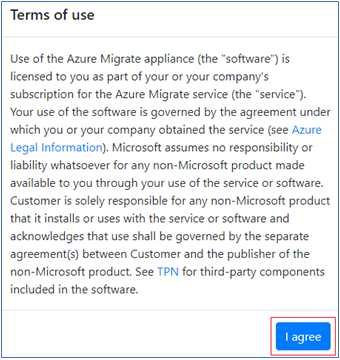 Terms of use
Use of the Azure Migrate appliance (the "software") is
licensed to you as part of your or your company's
subscription for the Azure Migrate service (the "service").
Your use of the software is governed by the agreement under
which you or your company obtained the service (see Azure
Legal Information). Microsoft assumes no responsibility or
liability whatsoever for any non-Microsoft product made
available to you through your use of the service or software.
Customer is solely responsible for any non-Microsoft product
that it installs or uses with the service or software and
acknowledges that use shall be governed by the separate
agreement(s) between Customer and the publisher of the
non-Microsoft product. See TPN for third-party components
included in the software.
I agree